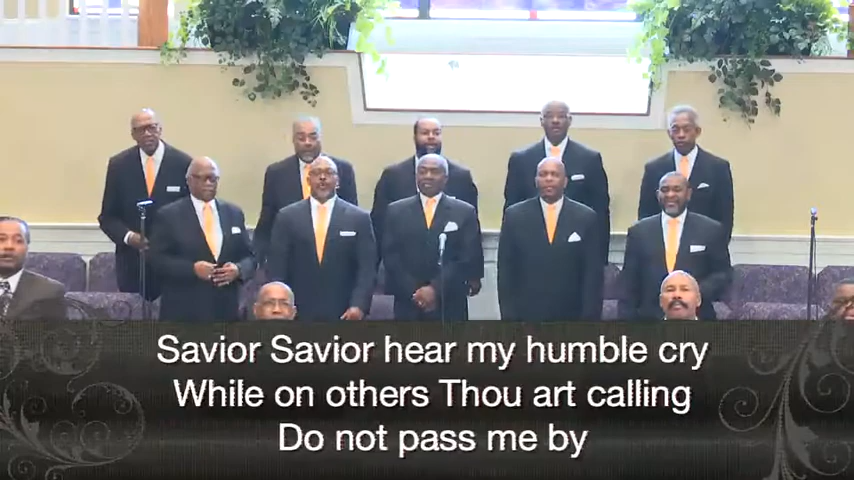 Savior Savior hear my humble cry
While on others Thou art calling
Do not pass me by